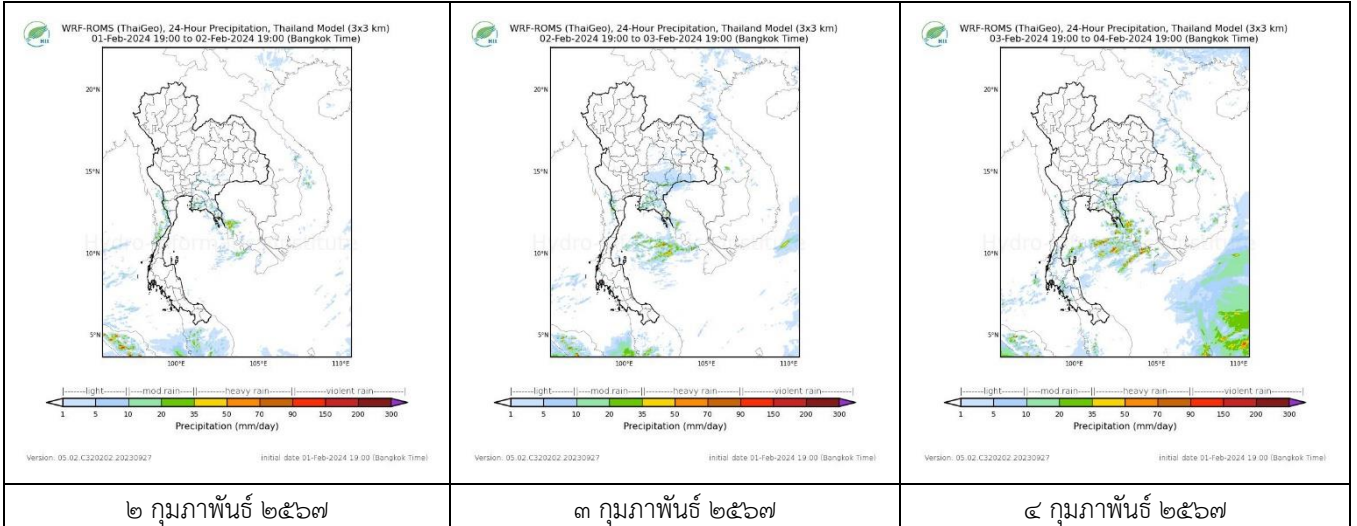 WRF-ROMS (ThaiGeo), 24-Hour Precipitation, Thailand Model (3x3 km)
01-Feb-2024 19:00 to 02-Feb-2024 19:00 (Bangkok Time)
HII
20°N
15°N
10°N
5°N
Hydro Informatics Institute
100°E 105°E 110°E
|-------light-------||---mod rain---||-------heavy rain-------||-------violent rain-------|
1 5 10 20 35 50 70 90 150 200 300
Precipitation (mm/day)
Version: 05.02.C320202.20230927 initial date 01-Feb-2024 19.00 (Bangkok Time)
๒ กุมภาพันธ์ ๒๕๖๗
WRF-ROMS (ThaiGeo), 24-Hour Precipitation, Thailand Model (3x3 km)
02-Feb-2024 19:00 to 03-Feb-2024 19:00 (Bangkok Time)
HII
20°N
15°N
10°N
5°N
Hydro Informatics Institute
100°E 105°E 110°E
|-------light-------||---mod rain---||-------heavy rain-------||-------violent rain-------|
1 5 10 20 35 50 70 90 150 200 300
Precipitation (mm/day)
Version: 05.02.C320202.20230927 initial date 01-Feb-2024 19.00 (Bangkok Time)
๓ กุมภาพันธ์ ๒๕๖๗
WRF-ROMS (ThaiGeo), 24-Hour Precipitation, Thailand Model (3x3 km)
03-Feb-2024 19:00 to 04-Feb-2024 19:00 (Bangkok Time)
HII
20°N
15°N
10°N
5°N
Hydro Informatics Institute
100°E 105°E 110°E
|-------light-------||---mod rain---||-------heavy rain-------||-------violent rain-------|
1 5 10 20 35 50 70 90 150 200 300
Precipitation (mm/day)
Version: 05.02.C320202.20230927 initial date 01-Feb-2024 19.00 (Bangkok Time)
๔ กุมภาพันธ์ ๒๕๖๗